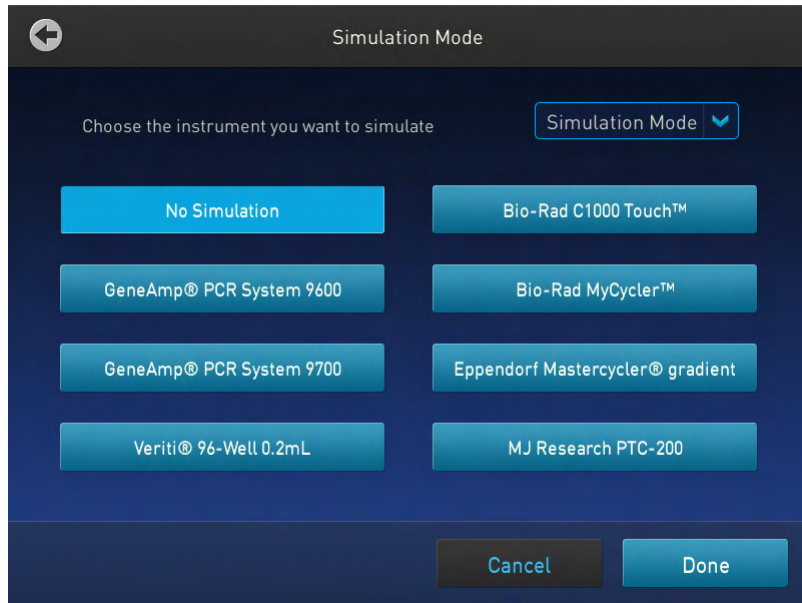 Simulation Mode
Choose the instrument you want to simulate
Simulation Mode
No Simulation
Bio-Rad C1000 Touch™
GeneAmp® PCR System 9600
Bio-Rad MyCycler™
GeneAmp® PCR System 9700
Eppendorf Mastercycler® gradient
Veriti® 96-Well 0.2mL
MJ Research PTC-200
Cancel
Done